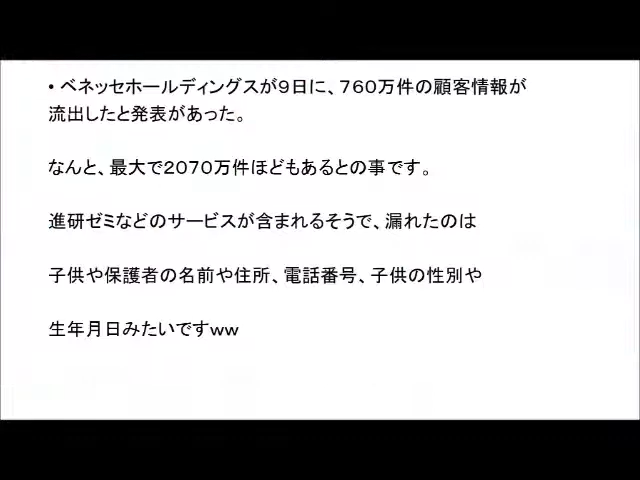 • ベネッセホールディングスが9日に、760万件の顧客情報が
流出したと発表があった。
なんと、最大で2070万件ほどもあるとの事です。
進研ゼミなどのサービスが含まれるそうで、漏れたのは
子供や保護者の名前や住所、電話番号、子供の性別や
生年月日みたいですｗｗ